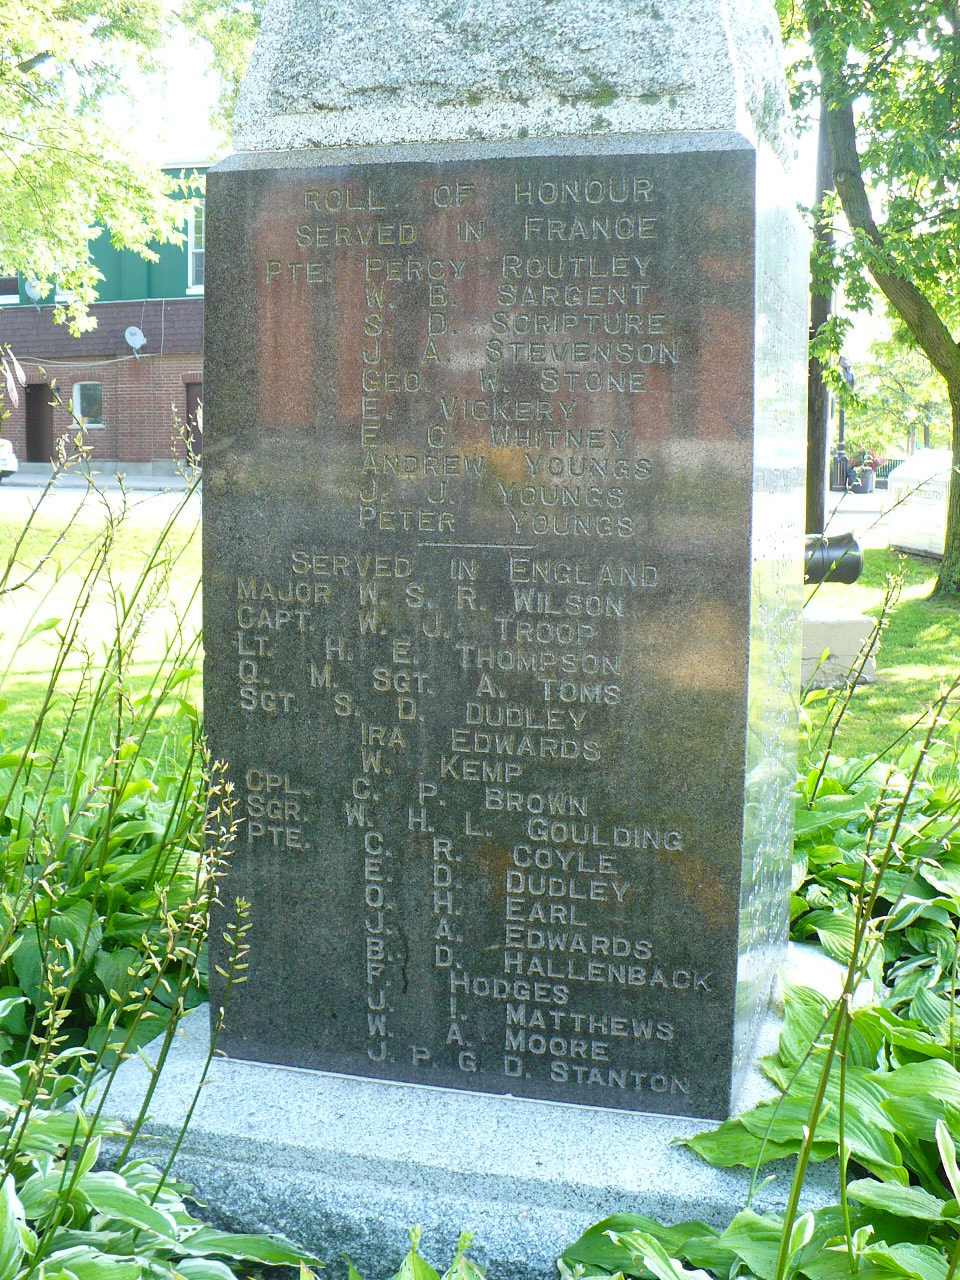 ROLL OF HONOUR
SERVED IN FRANCE
PTE. PERCY ROUTLEY
W. B. SARGENT
S. D. SCRIPTURE
J. A. STEVENSON
GEO. W. STONE
E. VICKERY
E. C. WHITNEY
ANDREW YOUNGS
J. J. YOUNGS
PETER YOUNGS
SERVED IN ENGLAND
MAJOR W. S. R. WILSON
CAPT. W. J. TROOP
LT. H. E. THOMPSON
Q. M. SGT. A. TOMS
SGT. S. D. DUDLEY
IRA EDWARDS
W. KEMP
CPL. C. P. BROWN
SGR. W. H. L. GOULDING
PTE. C. R. COYLE
E. D. DUDLEY
O. H. EARL
J. A. EDWARDS
B. D. HALLENBACK
F. HODGES
J. I. MATTHEWS
W. A. MOORE
J. P. G. D. STANTON